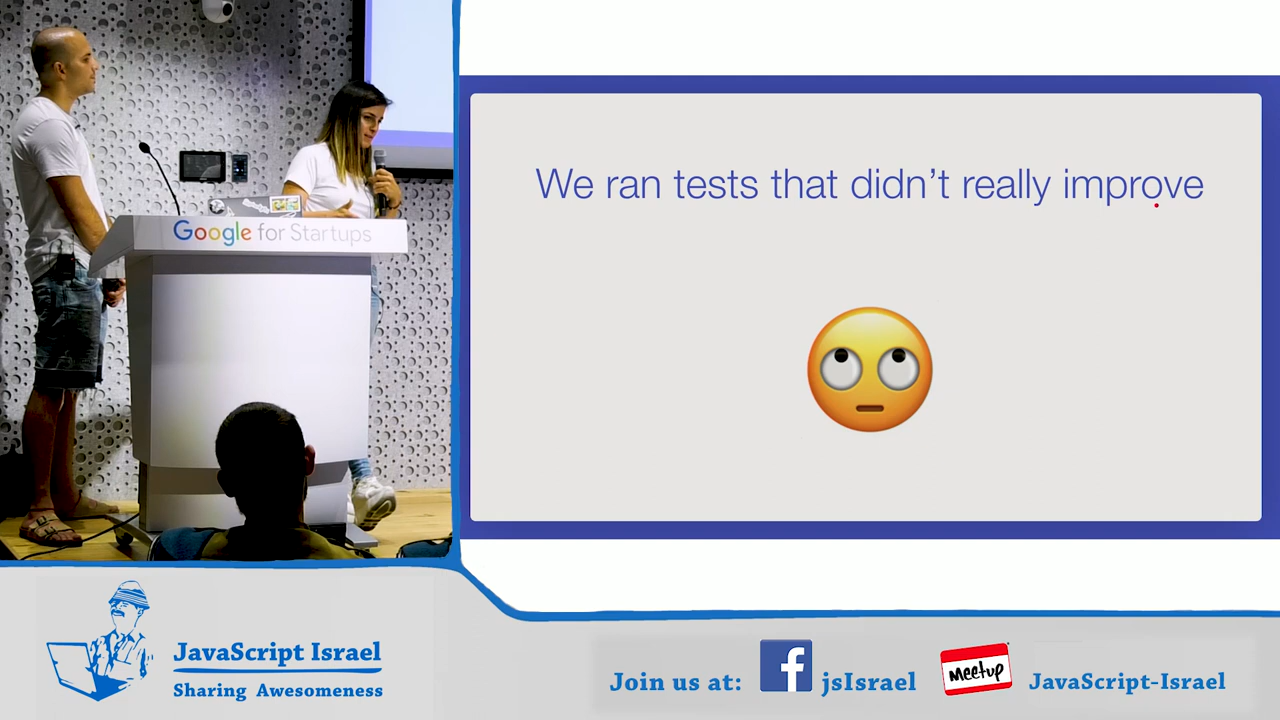 We ran tests that didn't really improve
Google for Startups
JavaScript Israel
Sharing Awesomeness
Join us at:
jsIsrael
meetup
JavaScript-Israel